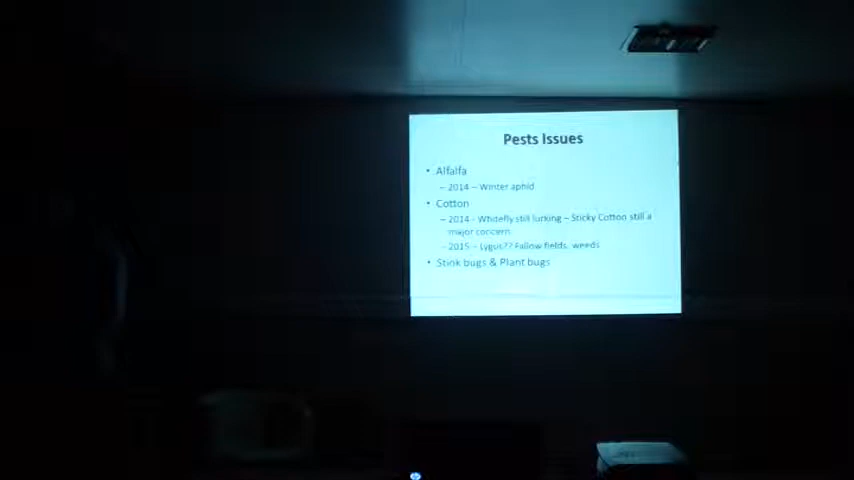 Pests Issues
• Alfalfa
– 2014 – Winter aphid
• Cotton
– 2014 - Whitefly still lurking – Sticky Cotton still a
major concern
– 2015 – Lygus?? Fallow fields, weeds
• Stink bugs & Plant bugs
hp